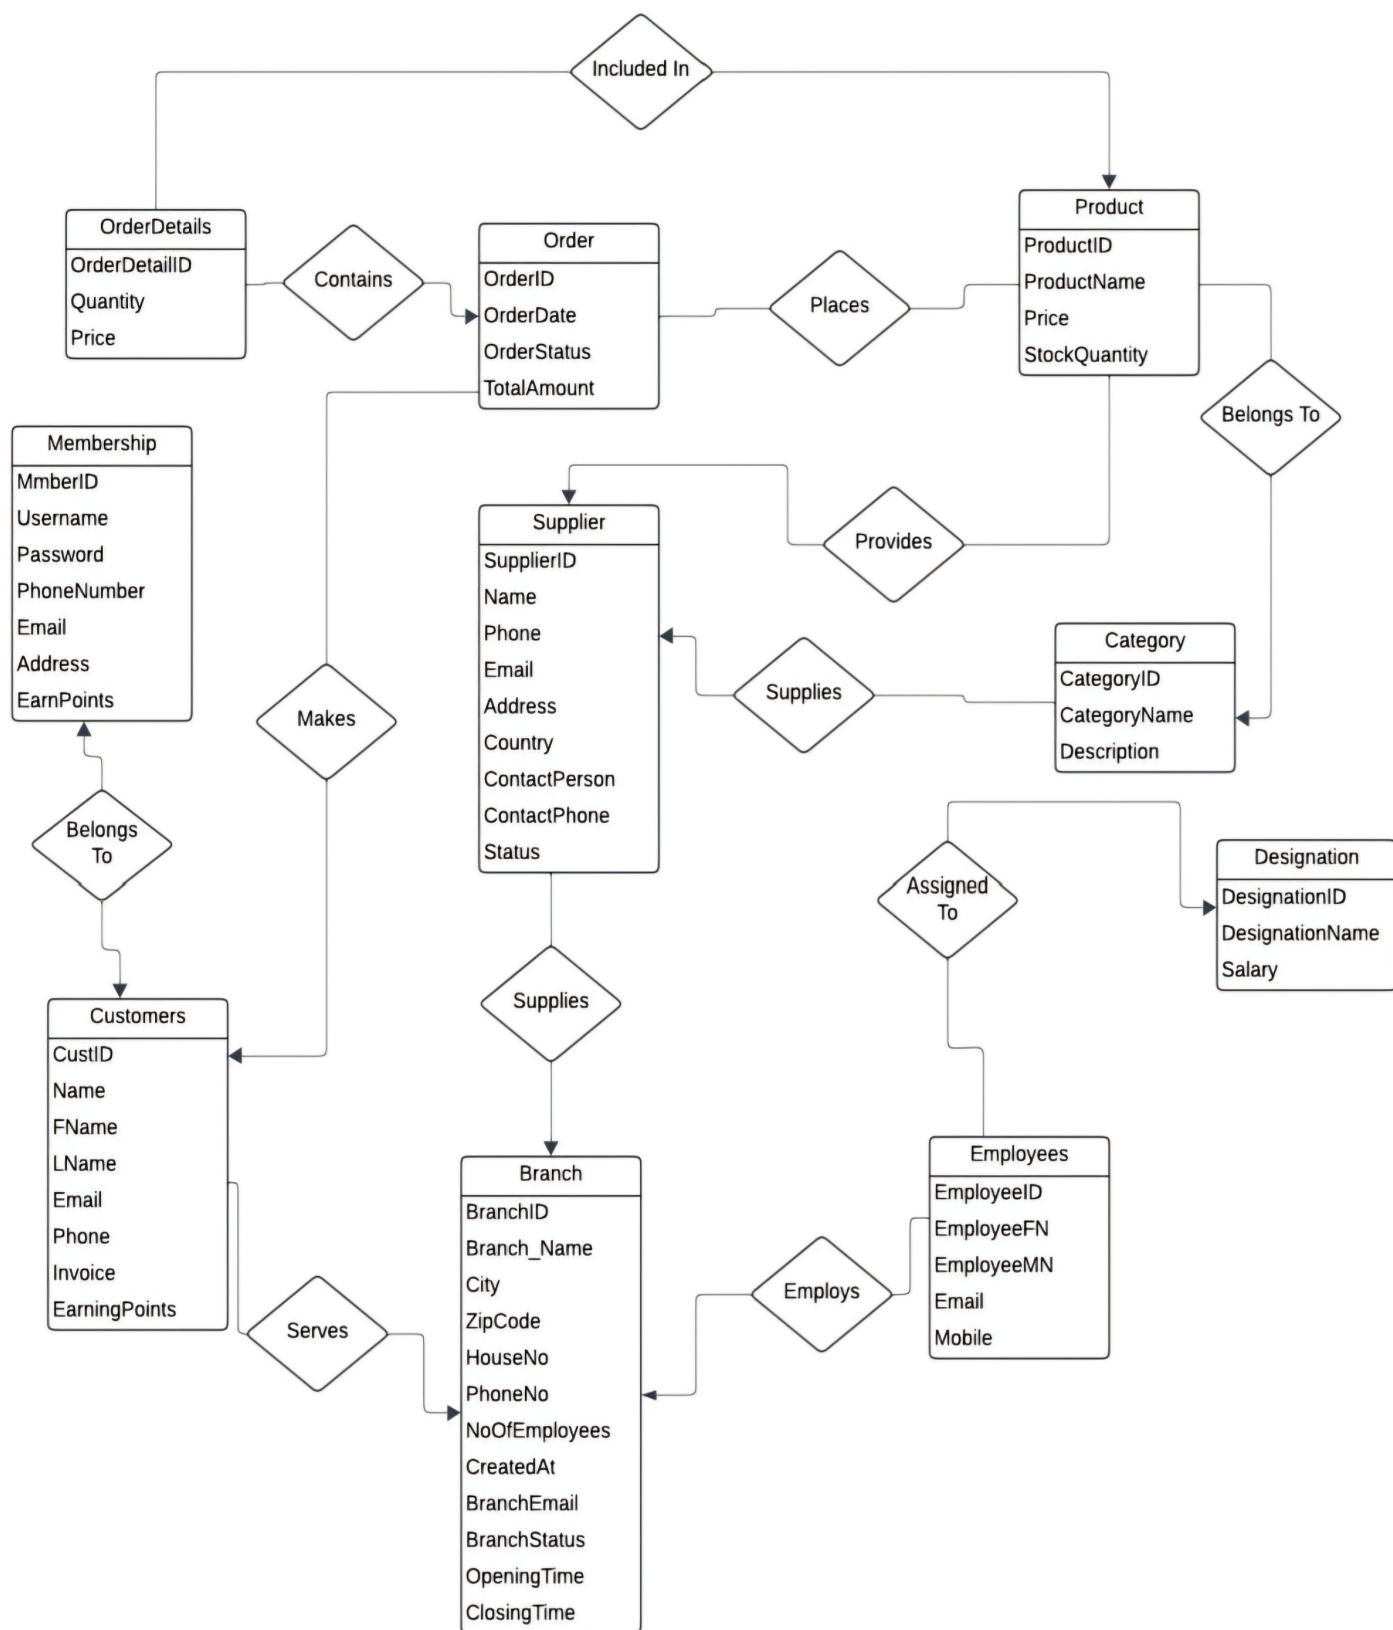 Included In
OrderDetails
OrderDetailID
Quantity
Price
Contains
Order
OrderID
OrderDate
OrderStatus
TotalAmount
Places
Product
ProductID
ProductName
Price
StockQuantity
Belongs To
Membership
MmberID
Username
Password
PhoneNumber
Email
Address
EarnPoints
Makes
Supplier
SupplierID
Name
Phone
Email
Address
Country
ContactPerson
ContactPhone
Status
Provides
Supplies
Category
CategoryID
CategoryName
Description
Belongs
To
Assigned
To
Designation
DesignationID
DesignationName
Salary
Supplies
Customers
CustID
Name
FName
LName
Email
Phone
Invoice
EarningPoints
Serves
Branch
BranchID
Branch_Name
City
ZipCode
HouseNo
PhoneNo
NoOfEmployees
CreatedAt
BranchEmail
BranchStatus
OpeningTime
ClosingTime
Employs
Employees
EmployeeID
EmployeeFN
EmployeeMN
Email
Mobile